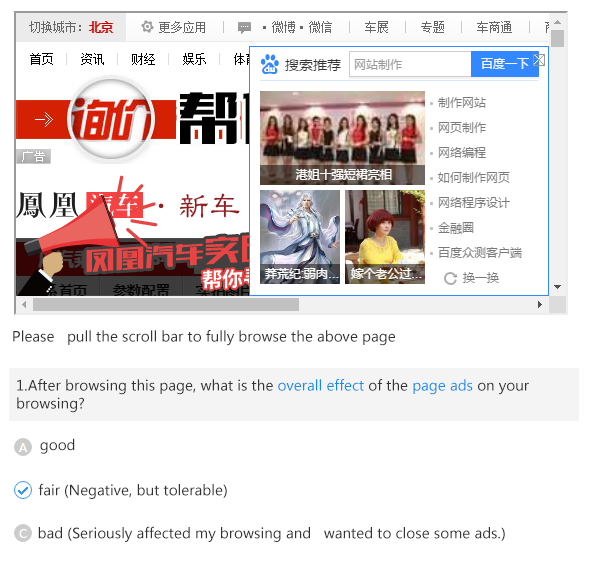 切换城市：北京 更多应用 ·微博·微信 车展 专题 车商通
首页 资讯 财经 娱乐
搜索推荐 网站制作 百度一下
询价 帮
广告
港姐十强短裙亮相
制作网站
网页制作
网络编程
如何制作网页
网络程序设计
金融圈
百度众测客户端
换一换
鳳凰汽车·新车
凤凰汽车实
帮你
首页 参数配置
莽荒纪:弱肉... 嫁个老公过...
Please pull the scroll bar to fully browse the above page
1.After browsing this page, what is the overall effect of the page ads on your
browsing?
A good
fair (Negative, but tolerable)
C bad (Seriously affected my browsing and wanted to close some ads.)